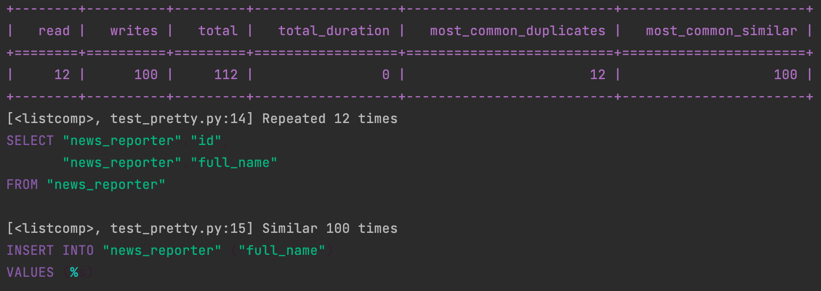 +--------+----------+---------+------------------+--------------------------+-----------------------+
|   read |   writes |   total |   total_duration |   most_common_duplicates |   most_common_similar |
+========+==========+=========+==================+==========================+=======================+
|     12 |      100 |     112 |                0 |                       12 |                   100 |
+--------+----------+---------+------------------+--------------------------+-----------------------+
[<listcomp>, test_pretty.py:14] Repeated 12 times
SELECT "news_reporter" "id"
       "news_reporter" "full_name"
FROM "news_reporter"
[<listcomp>, test_pretty.py:15] Similar 100 times
INSERT INTO "news_reporter" "full_name"
VALUES %